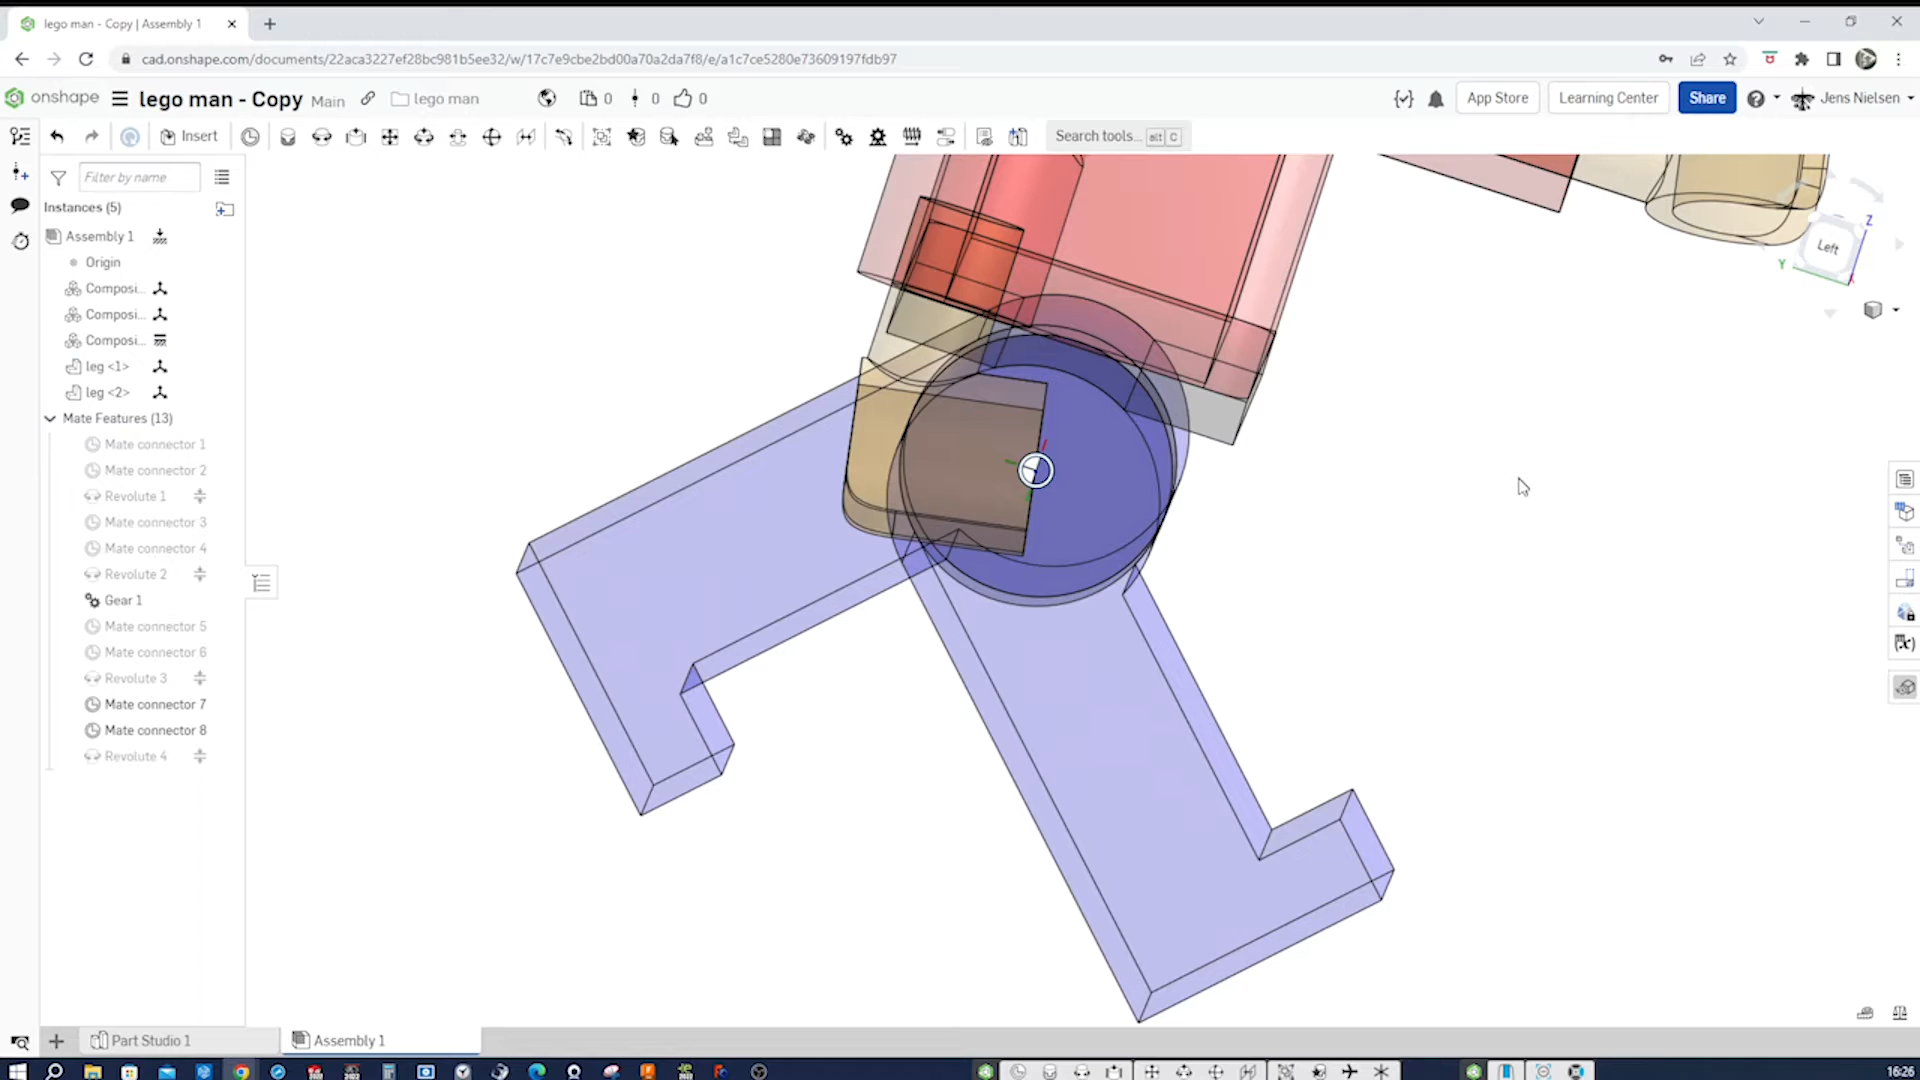 lego man - Copy | Assembly 1
cad.onshape.com/documents/22aca3227ef28bc981b5ee32/w/17c7e9cbe2bd00a70a2da7f8/e/a1c7ce5280e73609197fdb97
onshape lego man - Copy Main lego man 0 0 0 App Store Learning Center Share Jens Nielsen
Insert Search tools... alt C
Filter by name
Instances (5)
Assembly 1
Origin
Composi...
Composi...
Composi...
leg <1>
leg <2>
Mate Features (13)
Mate connector 1
Mate connector 2
Revolute 1
Mate connector 3
Mate connector 4
Revolute 2
Gear 1
Mate connector 5
Mate connector 6
Revolute 3
Mate connector 7
Mate connector 8
Revolute 4
Z
Left
Y
(x)
Part Studio 1 Assembly 1
16:26